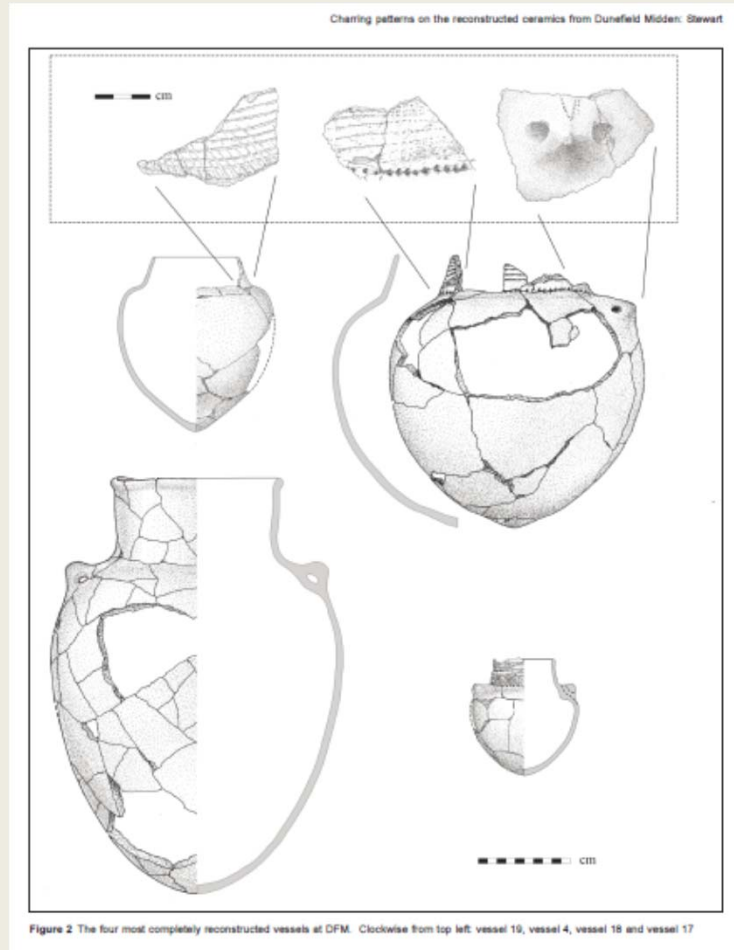 Charring patterns on the reconstructed ceramics from Dunefield Midden: Stewart
cm
cm
Figure 2 The four most completely reconstructed vessels at DFM. Clockwise from top left: vessel 19, vessel 4, vessel 18 and vessel 17